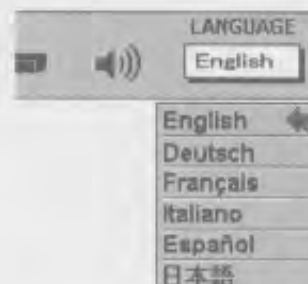 LANGUAGE
English
English
Deutsch
Français
Italiano
Español
日本語